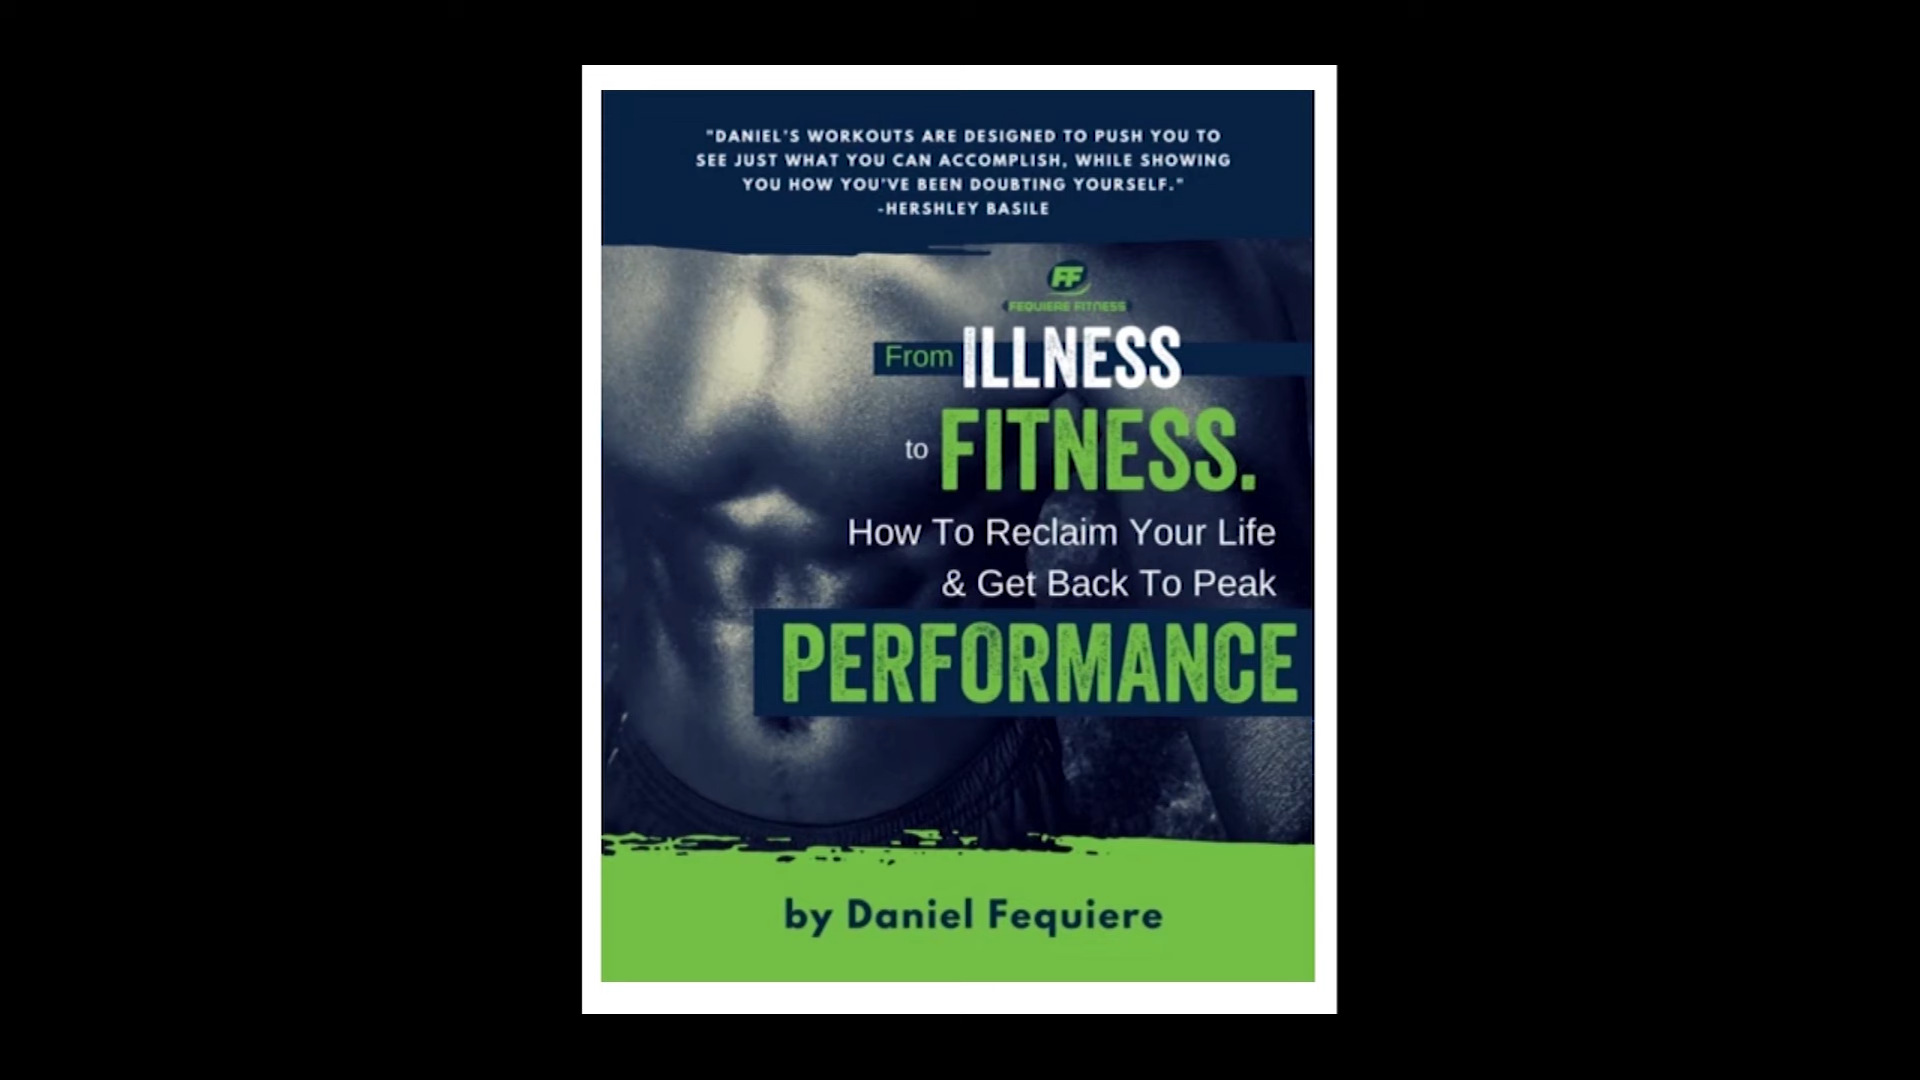 "DANIEL'S WORKOUTS ARE DESIGNED TO PUSH YOU TO
SEE JUST WHAT YOU CAN ACCOMPLISH, WHILE SHOWING
YOU HOW YOU'VE BEEN DOUBTING YOURSELF."
-HERSHLEY BASILE
FF
FEQUIERE FITNESS
From ILLNESS
to FITNESS.
How To Reclaim Your Life
& Get Back To Peak
PERFORMANCE
by Daniel Fequiere